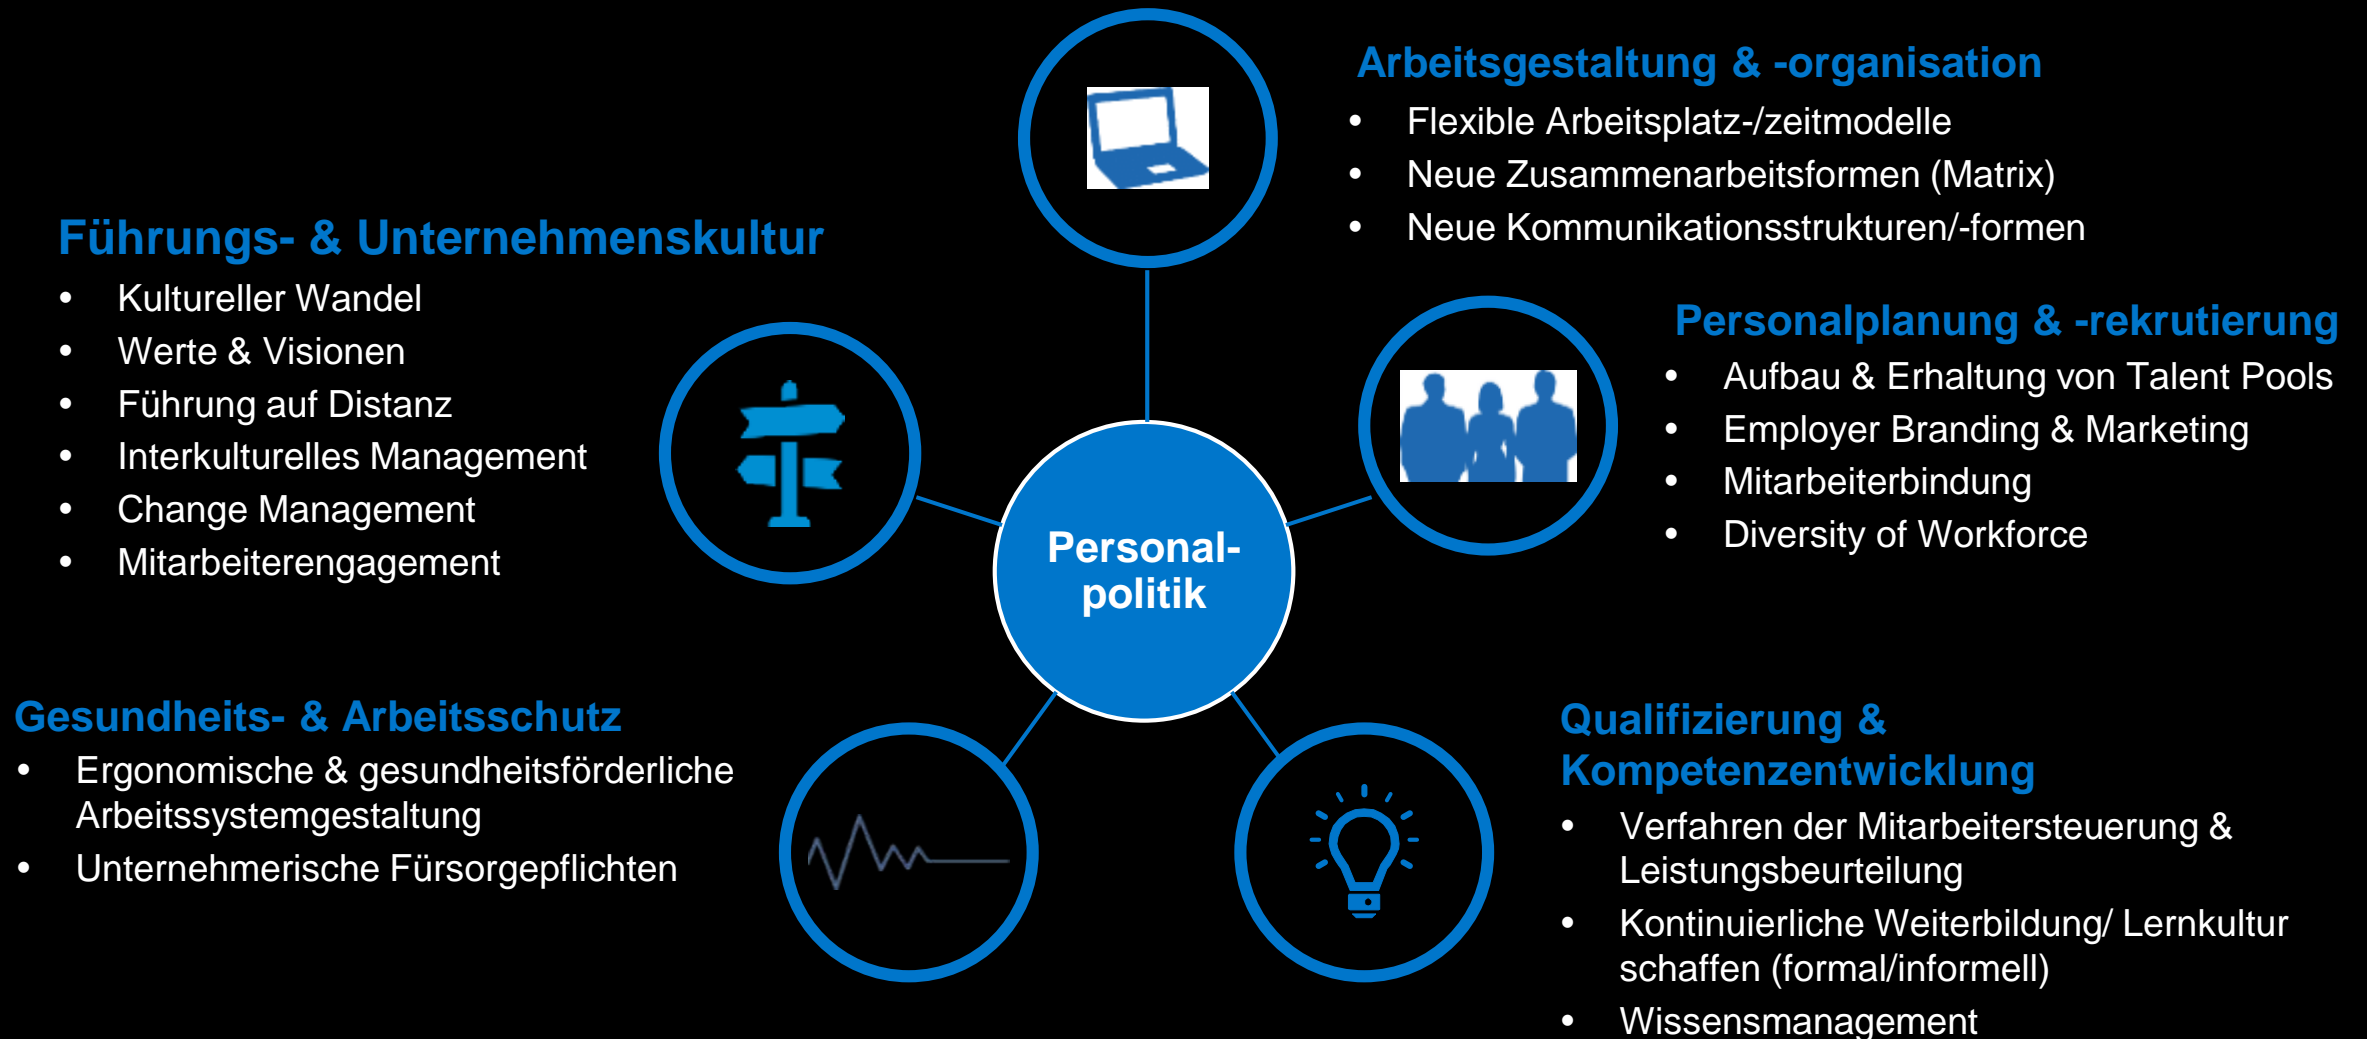 Arbeitsgestaltung & -organisation
• Flexible Arbeitsplatz-/zeitmodelle
• Neue Zusammenarbeitsformen (Matrix)
• Neue Kommunikationsstrukturen/-formen
Führungs- & Unternehmenskultur
• Kultureller Wandel
• Werte & Visionen
• Führung auf Distanz
• Interkulturelles Management
• Change Management
• Mitarbeiterengagement
Personalplanung & -rekrutierung
• Aufbau & Erhaltung von Talent Pools
• Employer Branding & Marketing
• Mitarbeiterbindung
• Diversity of Workforce
Personal-
politik
Gesundheits- & Arbeitsschutz
• Ergonomische & gesundheitsförderliche
Arbeitssystemgestaltung
• Unternehmerische Fürsorgepflichten
Qualifizierung &
Kompetenzentwicklung
• Verfahren der Mitarbeitersteuerung &
Leistungsbeurteilung
• Kontinuierliche Weiterbildung/ Lernkultur
schaffen (formal/informell)
• Wissensmanagement